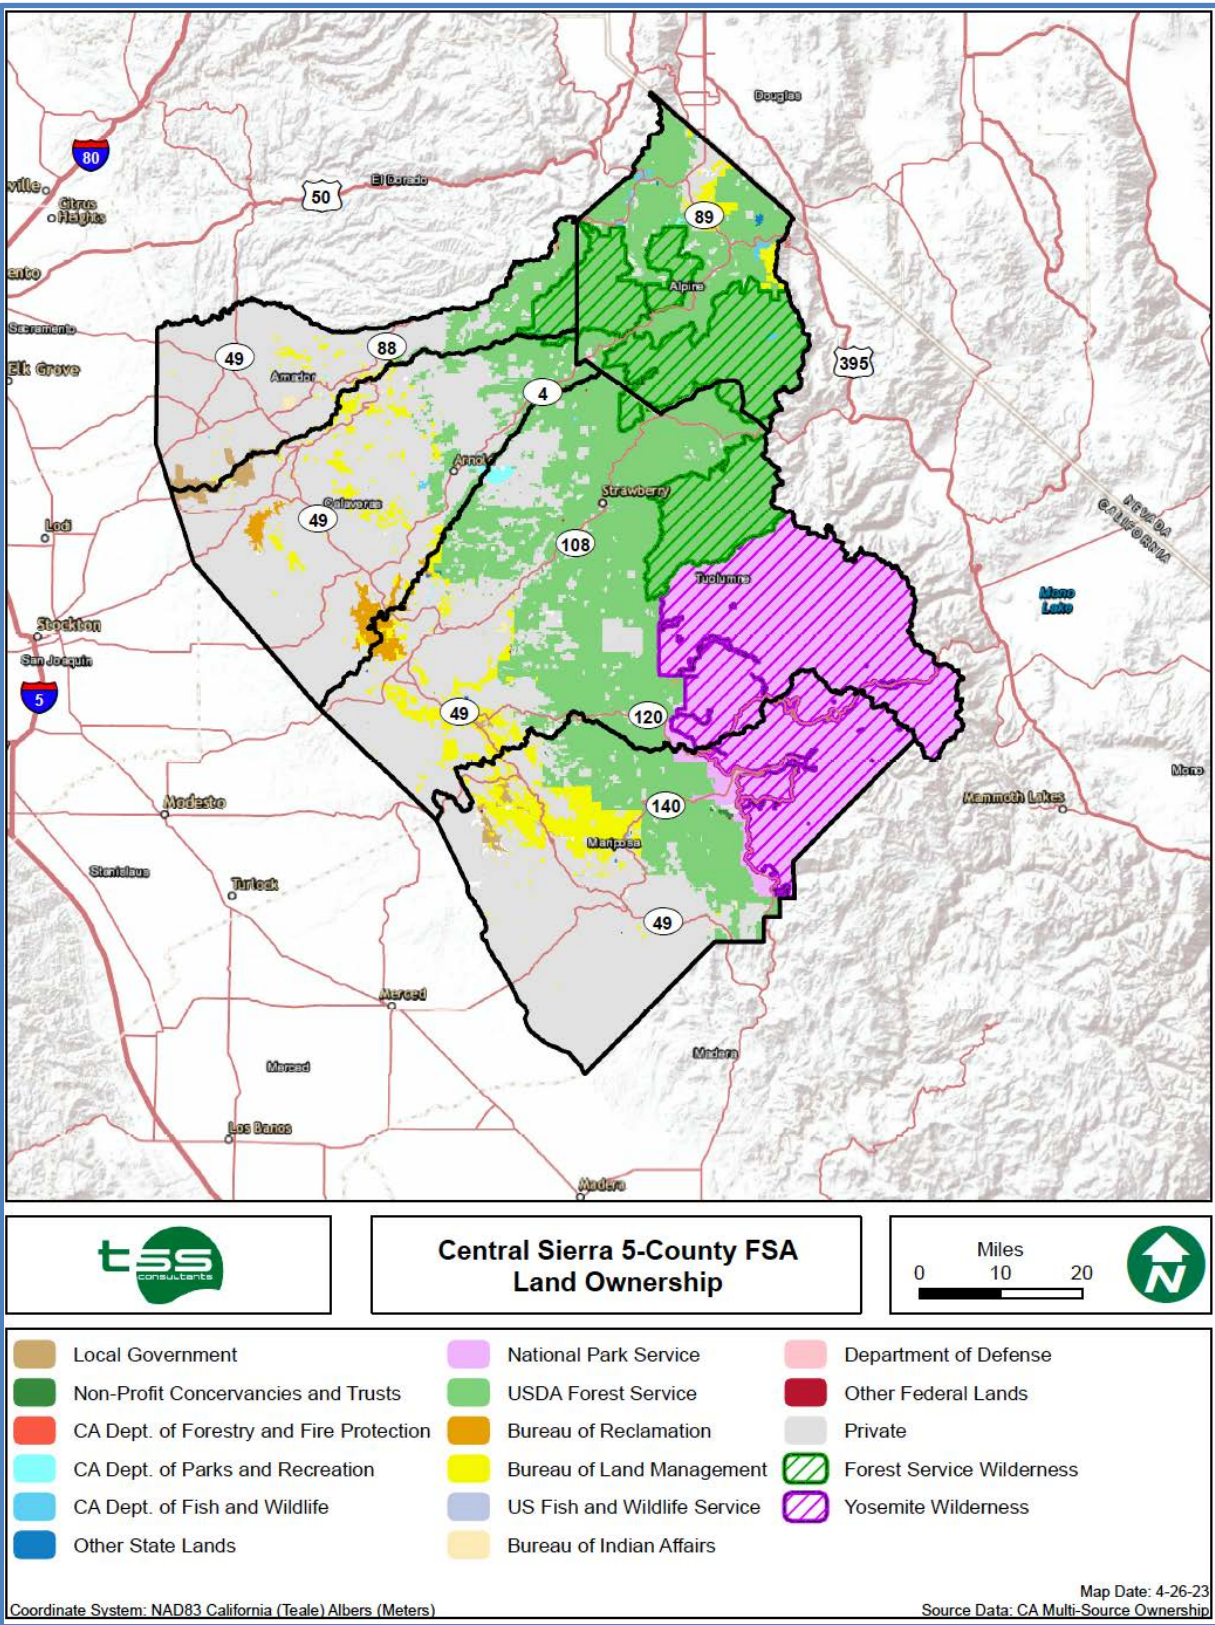 Douglas
80
El Dorado
50
ville
Citrus
Heights
89
ento
Alpine
Sacramento
88
49
395
Elk Grove
Amador
4
Arnol
Strawberry
NEVADA
CALIFORNIA
Calaveras
49
Lodi
108
Tuolumne
Mono
Lake
Stockton
San Joaquin
5
49
120
Mono
Mammoth Lakes
Modesto
140
Mariposa
Stanislaus
Turlock
49
Merced
Madera
Merced
Los Banos
Madera
tss
consultants
Central Sierra 5-County FSA
Land Ownership
Miles
0 10 20
N
Local Government
Non-Profit Concervancies and Trusts
CA Dept. of Forestry and Fire Protection
CA Dept. of Parks and Recreation
CA Dept. of Fish and Wildlife
Other State Lands
National Park Service
USDA Forest Service
Bureau of Reclamation
Bureau of Land Management
US Fish and Wildlife Service
Bureau of Indian Affairs
Department of Defense
Other Federal Lands
Private
Forest Service Wilderness
Yosemite Wilderness
Map Date: 4-26-23
Coordinate System: NAD83 California (Teale) Albers (Meters)
Source Data: CA Multi-Source Ownership